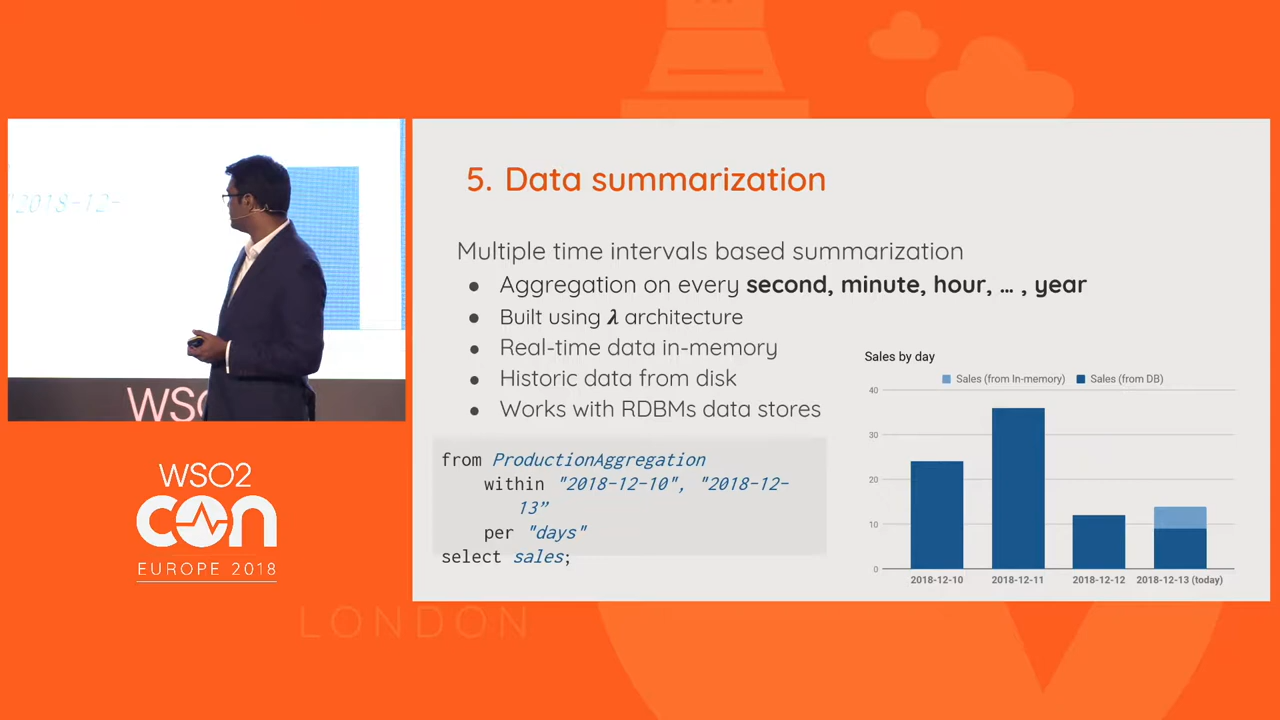 "2018-12-
WSO
WSO2
con
EUROPE 2018
LONDON
5. Data summarization
Multiple time intervals based summarization
● Aggregation on every second, minute, hour, … , year
● Built using λ architecture
● Real-time data in-memory
● Historic data from disk
● Works with RDBMs data stores
from ProductionAggregation
within "2018-12-10", "2018-12-
13”
per "days"
select sales;
Sales by day
Sales (from In-memory) Sales (from DB)
40
30
20
10
0
2018-12-10 2018-12-11 2018-12-12 2018-12-13 (today)